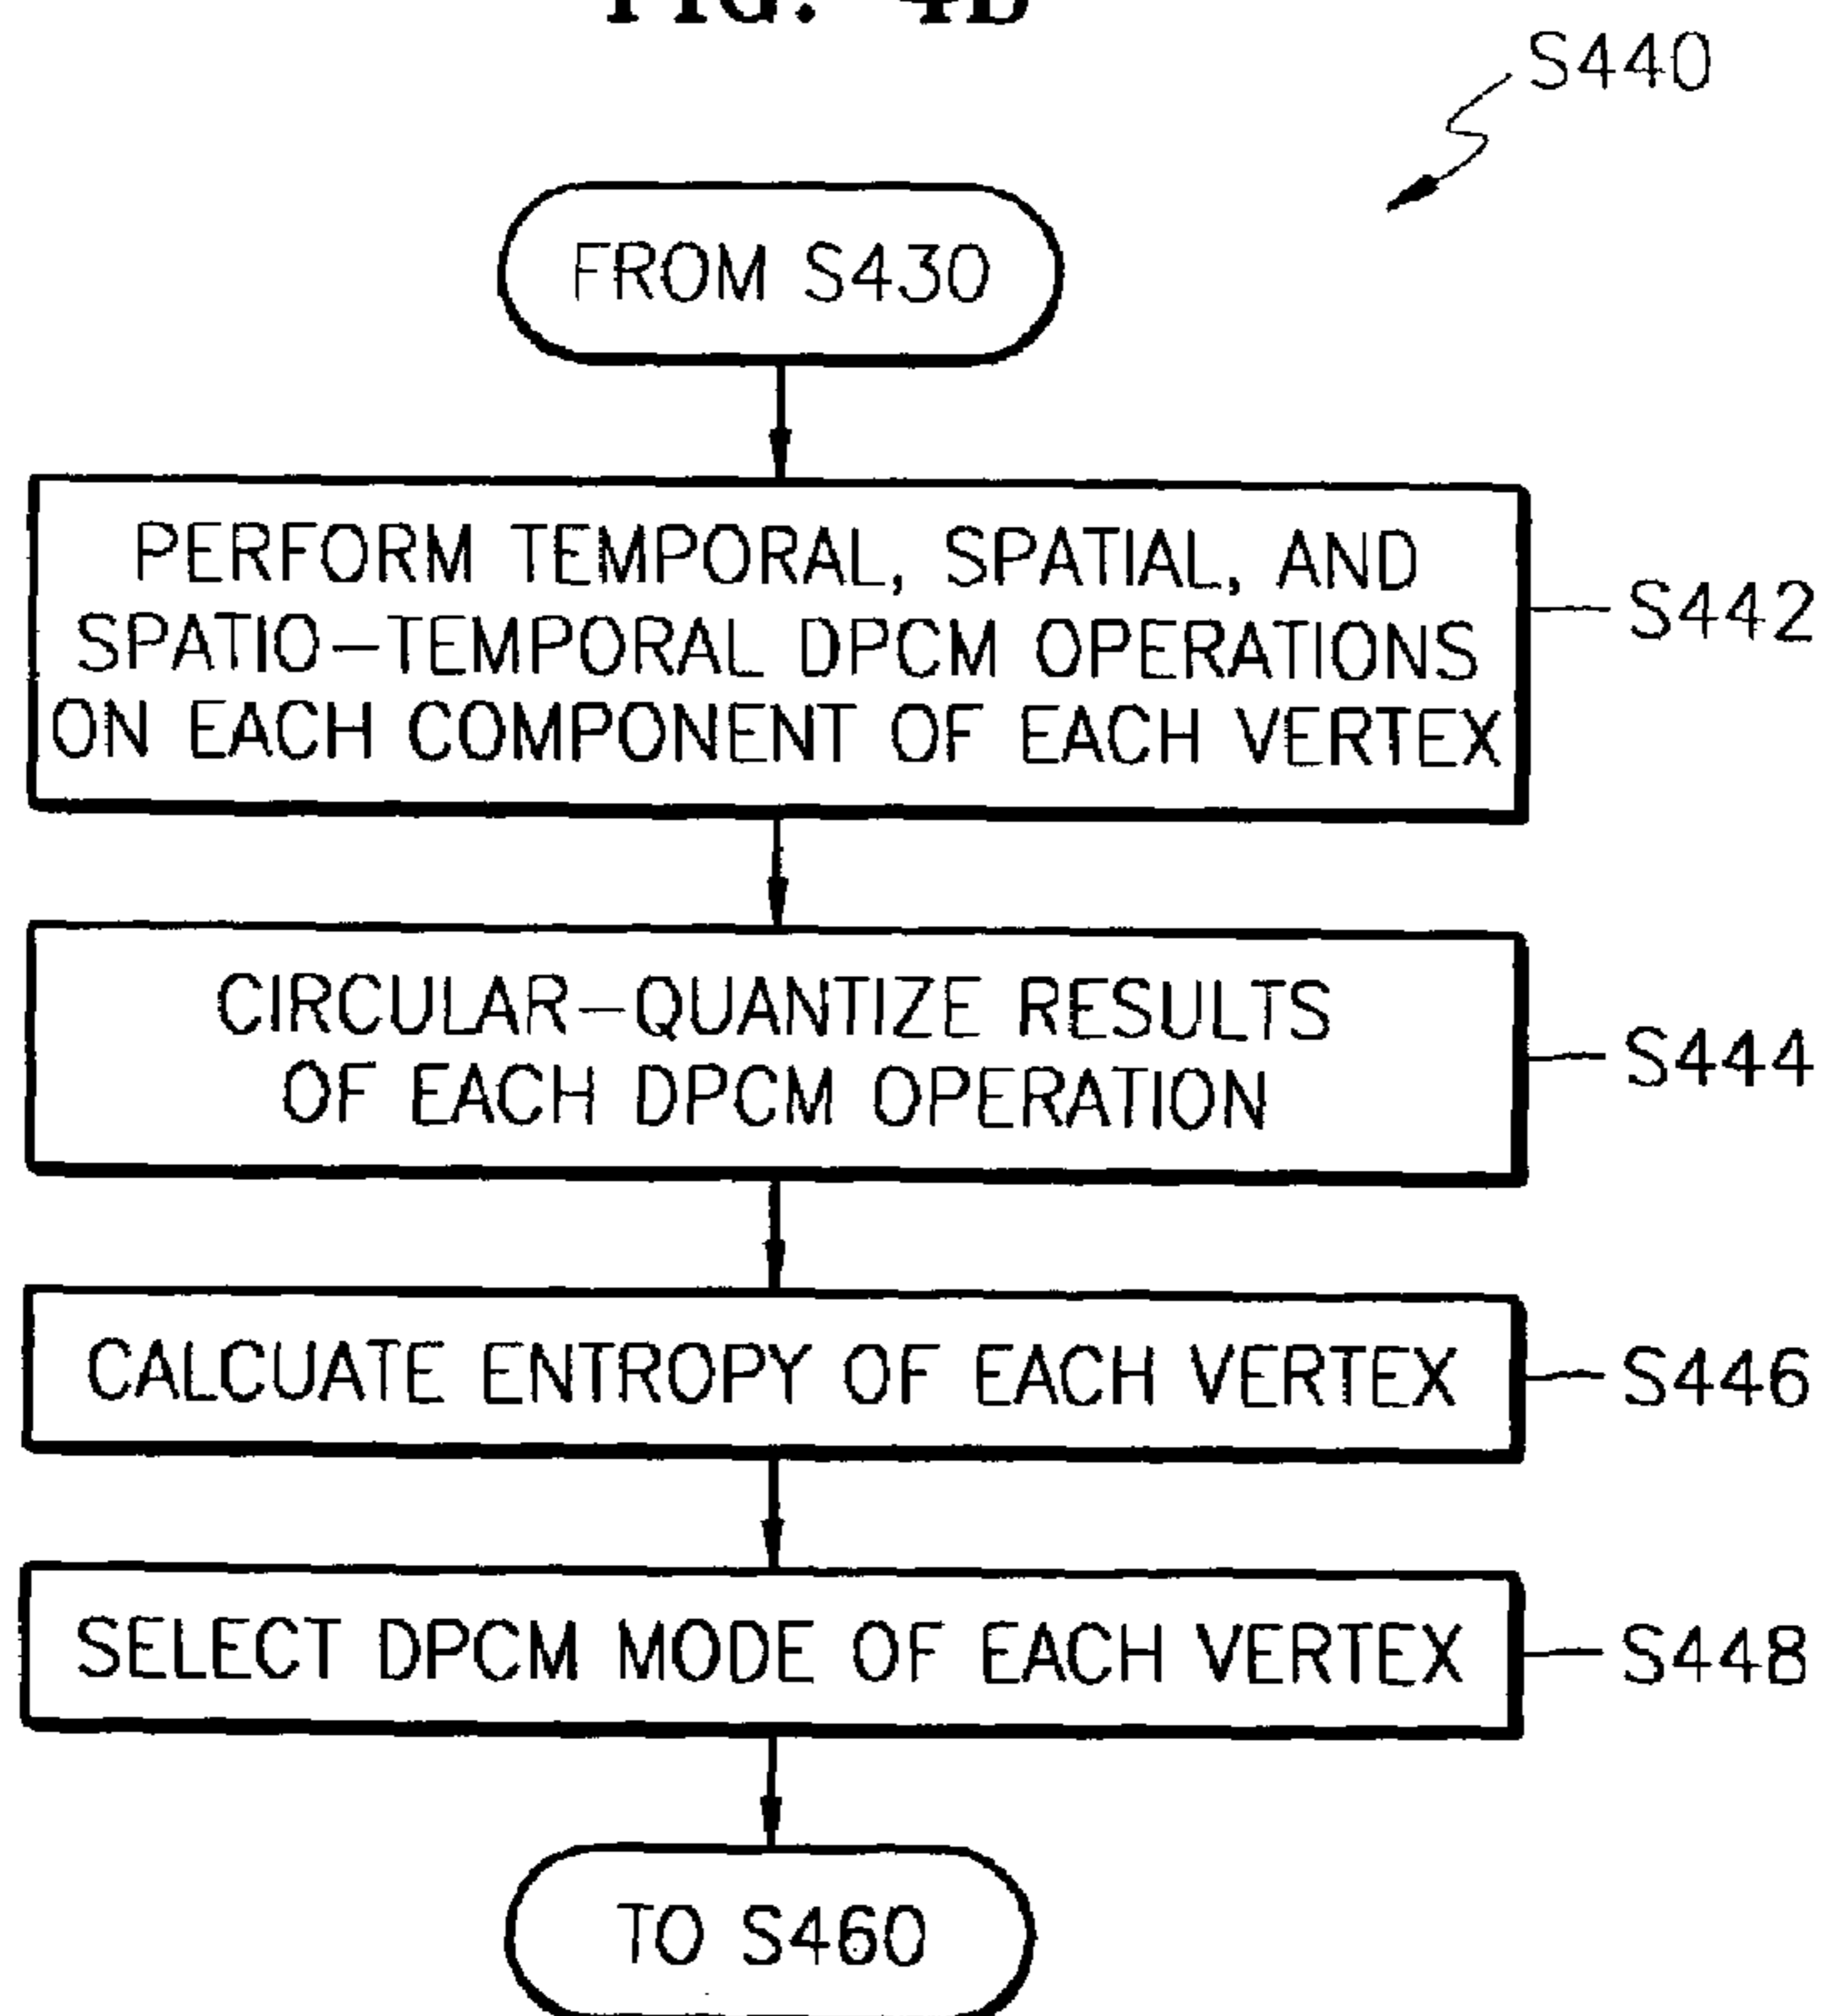 FIG. 4B
S440
FROM S430
PERFORM TEMPORAL, SPATIAL, AND
SPATIO-TEMPORAL DPCM OPERATIONS
ON EACH COMPONENT OF EACH VERTEX
S442
CIRCULAR-QUANTIZE RESULTS
OF EACH DPCM OPERATION
S444
CALCUATE ENTROPY OF EACH VERTEX
S446
SELECT DPCM MODE OF EACH VERTEX
S448
TO S460